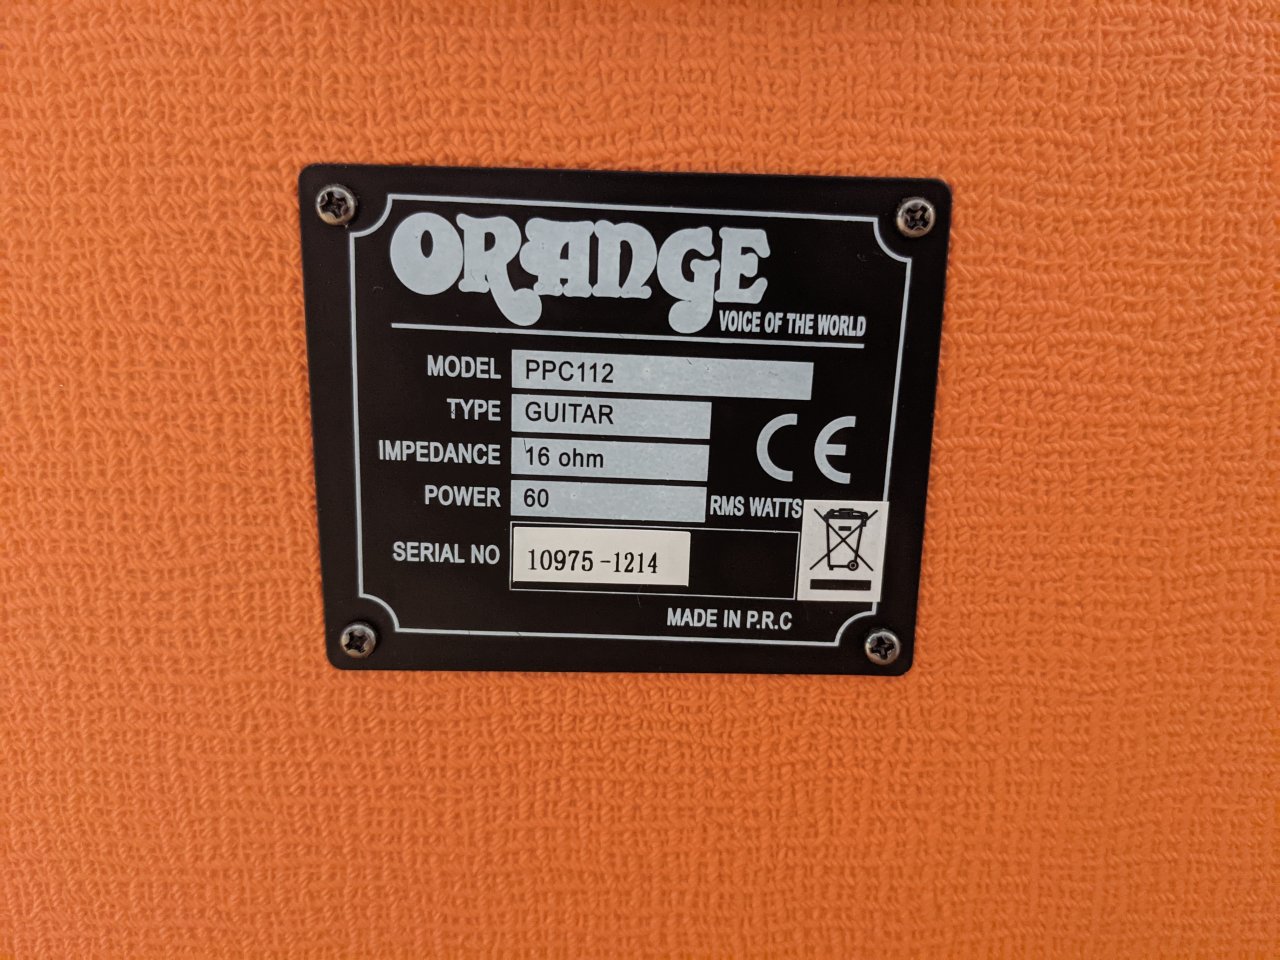 ORANGE
VOICE OF THE WORLD
MODEL PPC112
TYPE GUITAR
IMPEDANCE 16 ohm
POWER 60 RMS WATTS
SERIAL NO 10975-1214
MADE IN P.R.C
CE